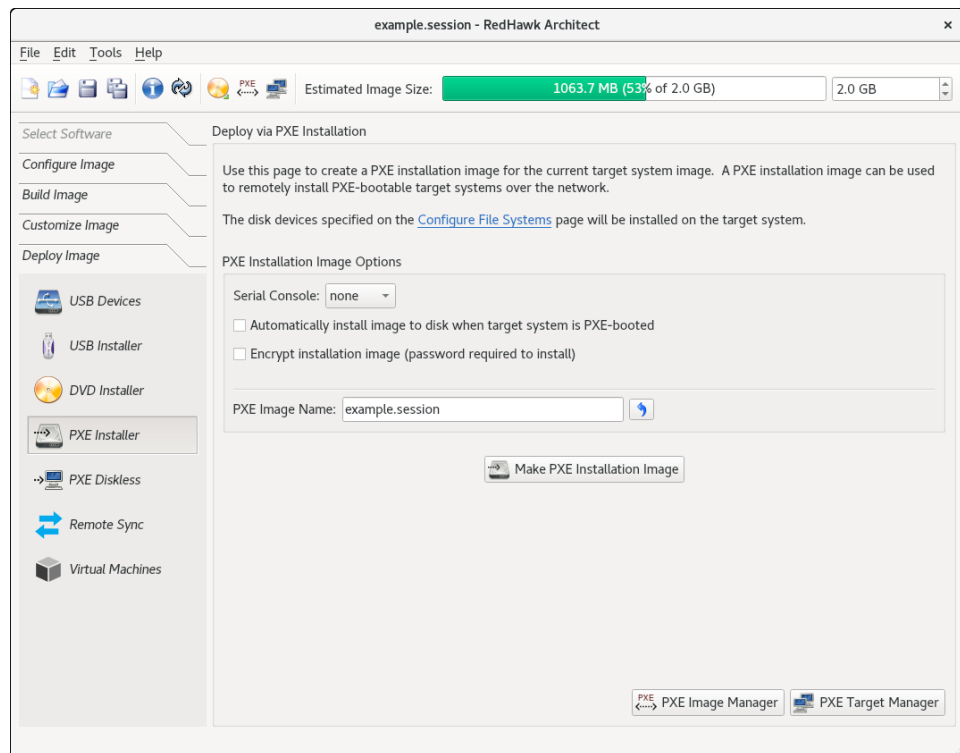 example.session - RedHawk Architect
File Edit Tools Help
PXE Estimated Image Size: 1063.7 MB (53% of 2.0 GB) 2.0 GB
Select Software
Configure Image
Build Image
Customize Image
Deploy Image
USB Devices
USB Installer
DVD Installer
PXE Installer
PXE Diskless
Remote Sync
Virtual Machines
Deploy via PXE Installation
Use this page to create a PXE installation image for the current target system image. A PXE installation image can be used
to remotely install PXE-bootable target systems over the network.
The disk devices specified on the Configure File Systems page will be installed on the target system.
PXE Installation Image Options
Serial Console: none
Automatically install image to disk when target system is PXE-booted
Encrypt installation image (password required to install)
PXE Image Name: example.session
Make PXE Installation Image
PXE PXE Image Manager PXE Target Manager